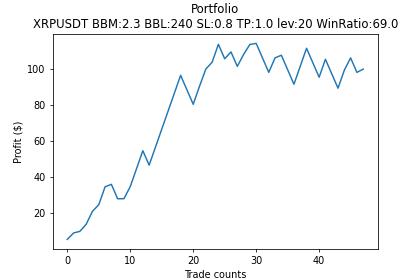 Portfolio
XRPUSDT BBM:2.3 BBL:240 SL:0.8 TP:1.0 lev:20 WinRatio:69.0
100
80
60
40
20
Profit ($)
0 10 20 30 40
Trade counts